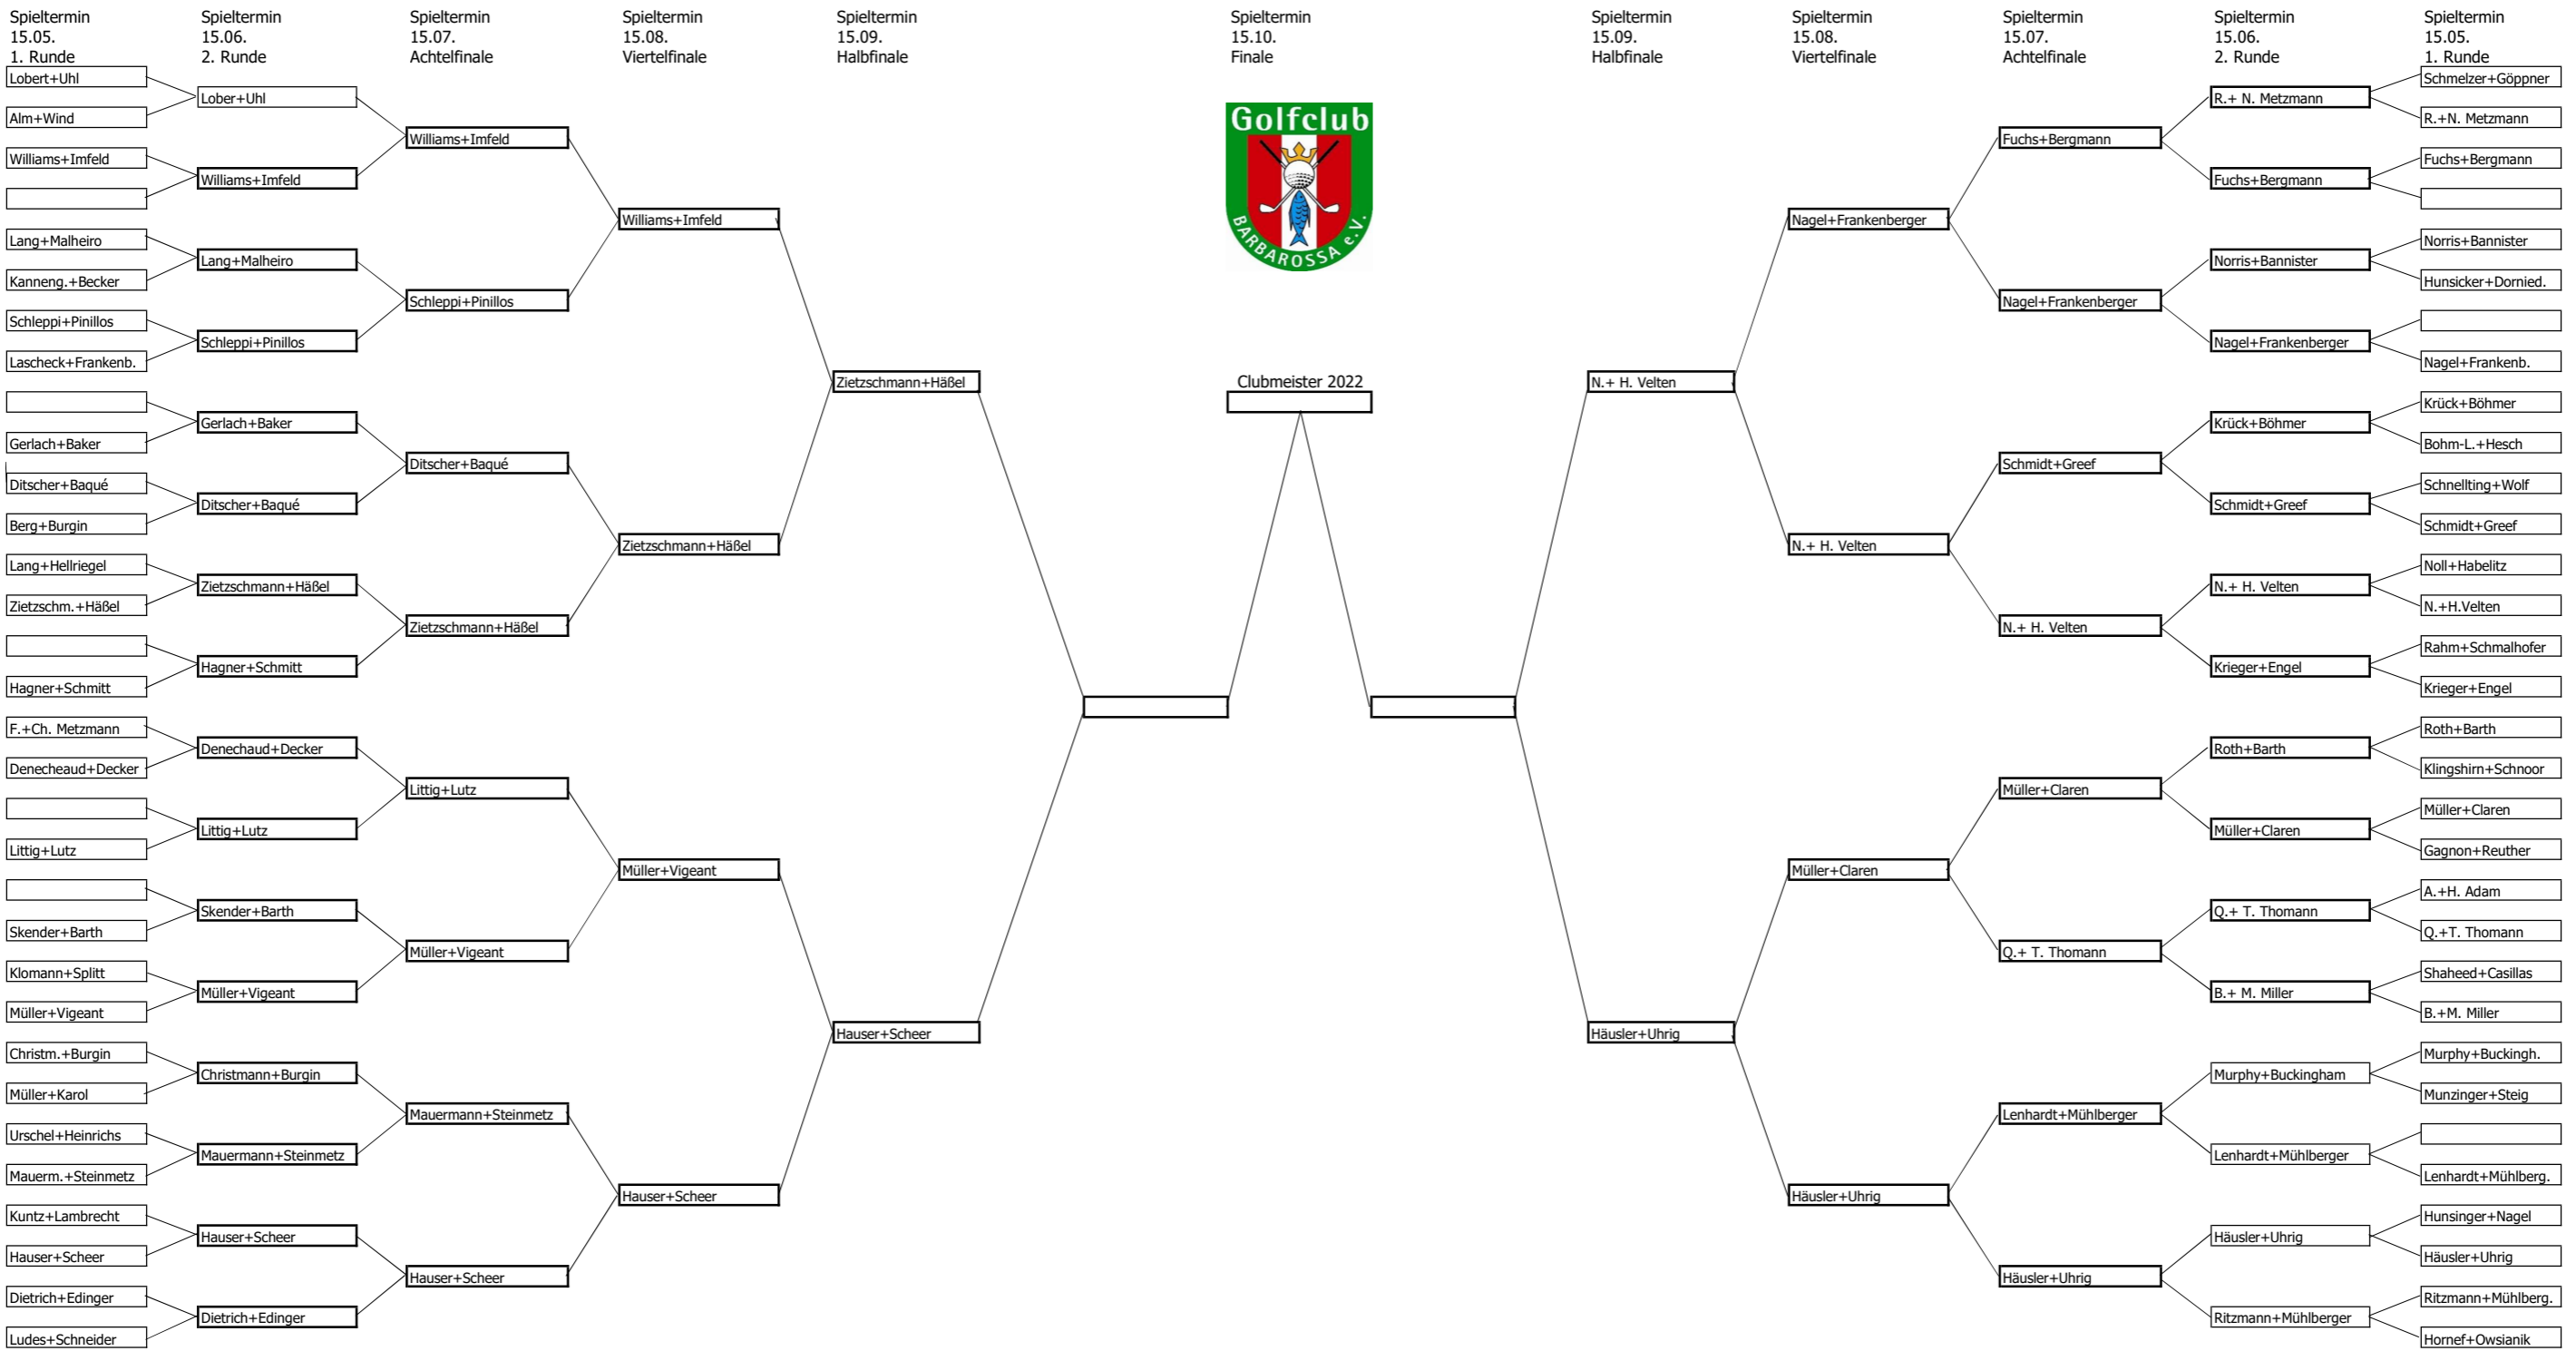 Spieltermin
15.05.
1. Runde
Spieltermin
15.06.
2. Runde
Spieltermin
15.07.
Achtelfinale
Spieltermin
15.08.
Viertelfinale
Spieltermin
15.09.
Halbfinale
Spieltermin
15.10.
Finale
Spieltermin
15.09.
Halbfinale
Spieltermin
15.08.
Viertelfinale
Spieltermin
15.07.
Achtelfinale
Spieltermin
15.06.
2. Runde
Spieltermin
15.05.
1. Runde
Lobert+Uhl
Alm+Wind
Williams+Imfeld
Lang+Malheiro
Kanneng.+Becker
Schleppi+Pinillos
Lascheck+Frankenb.
Gerlach+Baker
Ditscher+Baqué
Berg+Burgin
Lang+Hellriegel
Zietzschm.+Häßel
Hagner+Schmitt
F.+Ch. Metzmann
Denecheaud+Decker
Littig+Lutz
Skender+Barth
Klomann+Splitt
Müller+Vigeant
Christm.+Burgin
Müller+Karol
Urschel+Heinrichs
Mauerm.+Steinmetz
Kuntz+Lambrecht
Hauser+Scheer
Dietrich+Edinger
Ludes+Schneider
Lober+Uhl
Williams+Imfeld
Lang+Malheiro
Schleppi+Pinillos
Gerlach+Baker
Ditscher+Baqué
Zietzschmann+Häßel
Hagner+Schmitt
Denechaud+Decker
Littig+Lutz
Skender+Barth
Müller+Vigeant
Christmann+Burgin
Mauermann+Steinmetz
Hauser+Scheer
Dietrich+Edinger
Williams+Imfeld
Schleppi+Pinillos
Ditscher+Baqué
Zietzschmann+Häßel
Littig+Lutz
Müller+Vigeant
Mauermann+Steinmetz
Hauser+Scheer
Williams+Imfeld
Zietzschmann+Häßel
Müller+Vigeant
Hauser+Scheer
Zietzschmann+Häßel
Hauser+Scheer
Golfclub
BARBAROSSA e.V.
Clubmeister 2022
N.+ H. Velten
Häusler+Uhrig
Nagel+Frankenberger
N.+ H. Velten
Müller+Claren
Häusler+Uhrig
Fuchs+Bergmann
Nagel+Frankenberger
Schmidt+Greef
N.+ H. Velten
Müller+Claren
Q.+ T. Thomann
Lenhardt+Mühlberger
Häusler+Uhrig
R.+ N. Metzmann
Fuchs+Bergmann
Norris+Bannister
Nagel+Frankenberger
Krück+Böhmer
Schmidt+Greef
N.+ H. Velten
Krieger+Engel
Roth+Barth
Müller+Claren
Q.+ T. Thomann
B.+ M. Miller
Murphy+Buckingham
Lenhardt+Mühlberger
Häusler+Uhrig
Ritzmann+Mühlberger
Schmelzer+Göppner
R.+N. Metzmann
Fuchs+Bergmann
Norris+Bannister
Hunsicker+Dornied.
Nagel+Frankenb.
Krück+Böhmer
Bohm-L.+Hesch
Schnellting+Wolf
Schmidt+Greef
Noll+Habelitz
N.+H.Velten
Rahm+Schmalhofer
Krieger+Engel
Roth+Barth
Klingshirn+Schnoor
Müller+Claren
Gagnon+Reuther
A.+H. Adam
Q.+T. Thomann
Shaheed+Casillas
B.+M. Miller
Murphy+Buckingh.
Munzinger+Steig
Lenhardt+Mühlberg.
Hunsinger+Nagel
Häusler+Uhrig
Ritzmann+Mühlberg.
Hornef+Owsianik